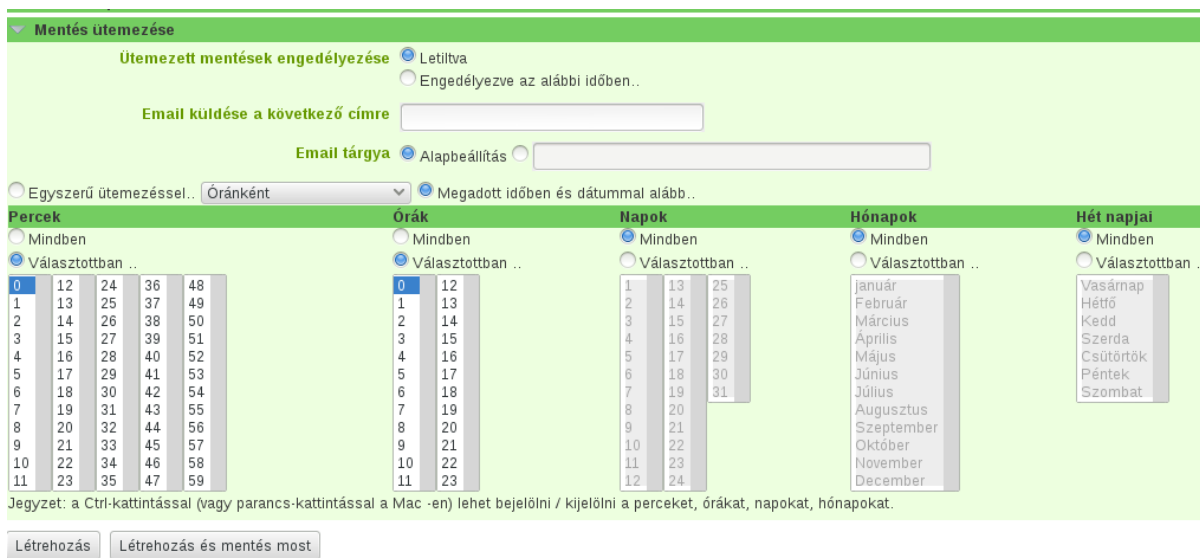 Mentés ütemezése
Ütemezett mentések engedélyezése Letiltva
Engedélyezve az alábbi időben..
Email küldése a következő címre
Email tárgya Alapbeállítás
Egyszerű ütemezéssel.. Óránként Megadott időben és dátummal alább..
Percek Órák Napok Hónapok Hét napjai
Mindben Mindben Mindben Mindben Mindben
Választottban .. Választottban .. Választottban .. Választottban .. Választottban .
0 12 24 36 48 0 12 1 13 25 január Vasárnap
1 13 25 37 49 1 13 2 14 26 Február Hétfő
2 14 26 38 50 2 14 3 15 27 Március Kedd
3 15 27 39 51 3 15 4 16 28 Április Szerda
4 16 28 40 52 4 16 5 17 29 Május Csütörtök
5 17 29 41 53 5 17 6 18 30 Június Péntek
6 18 30 42 54 6 18 7 19 31 Július Szombat
7 19 31 43 55 7 19 8 20 Augusztus
8 20 32 44 56 8 20 9 21 Szeptember
9 21 33 45 57 9 21 10 22 Október
10 22 34 46 58 10 22 11 23 November
11 23 35 47 59 11 23 12 24 December
Jegyzet: a Ctrl-kattintással (vagy parancs-kattintással a Mac -en) lehet bejelölni / kijelölni a perceket, órákat, napokat, hónapokat.
Létrehozás Létrehozás és mentés most